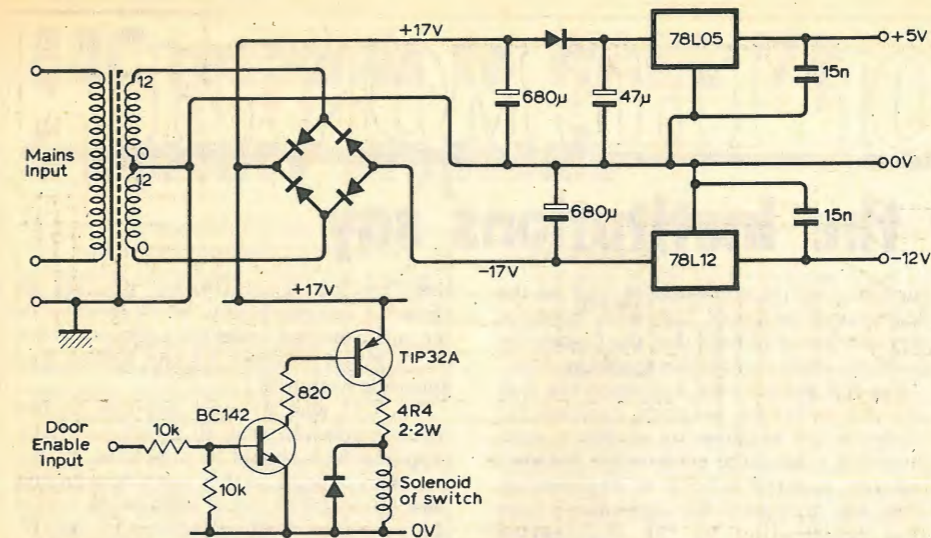 +17V
78L05
+5V
12
680μ
47μ
15n
Mains
Input
0
12
0V
0
680μ
15n
-17V
78L12
-12V
+17V
TIP32A
820
BC142
4R4
2·2W
Door
Enable
Input
10k
10k
Solenoid
of switch
0V